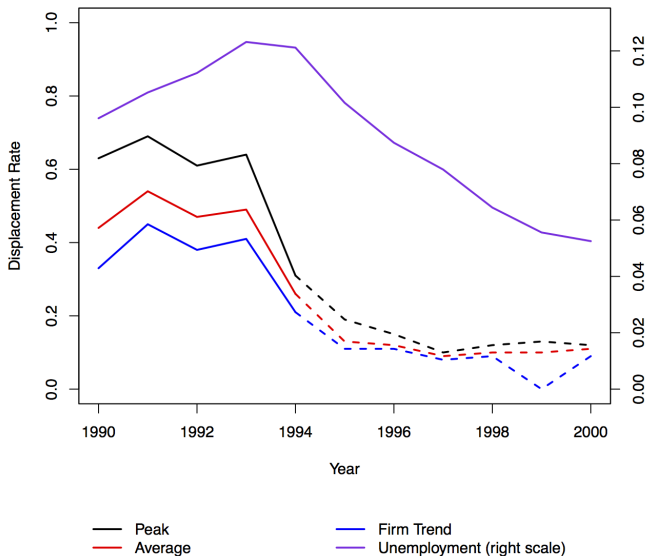 1.0
0.8
0.6
0.4
0.2
0.0
Displacement Rate
0.12
0.10
0.08
0.06
0.04
0.02
0.00
1990 1992 1994 1996 1998 2000
Year
Peak
Average
Firm Trend
Unemployment (right scale)